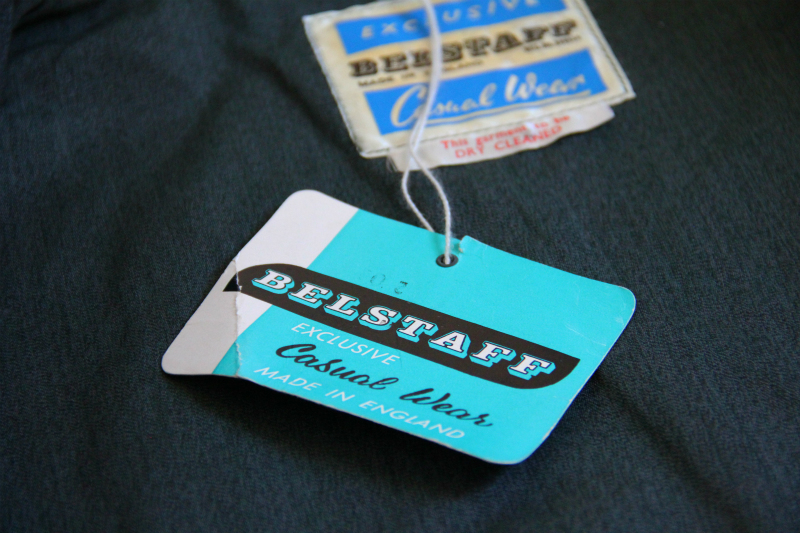 EXCLUSIVE
BELSTAFF
MADE IN ENGLAND
Casual Wear
This garment to be
DRY CLEANED
BELSTAFF
EXCLUSIVE
Casual Wear
MADE IN ENGLAND